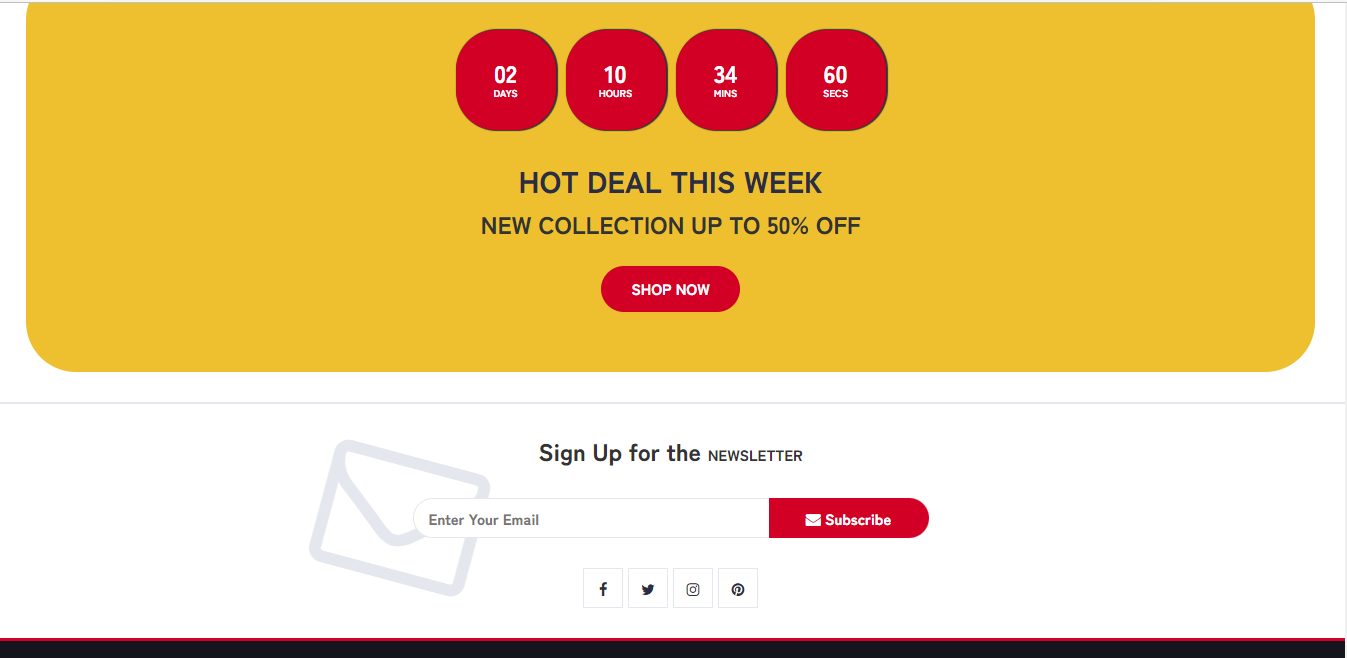 02 10 34 60
DAYS HOURS MINS SECS
HOT DEAL THIS WEEK
NEW COLLECTION UP TO 50% OFF
SHOP NOW
Sign Up for the NEWSLETTER
Enter Your Email Subscribe